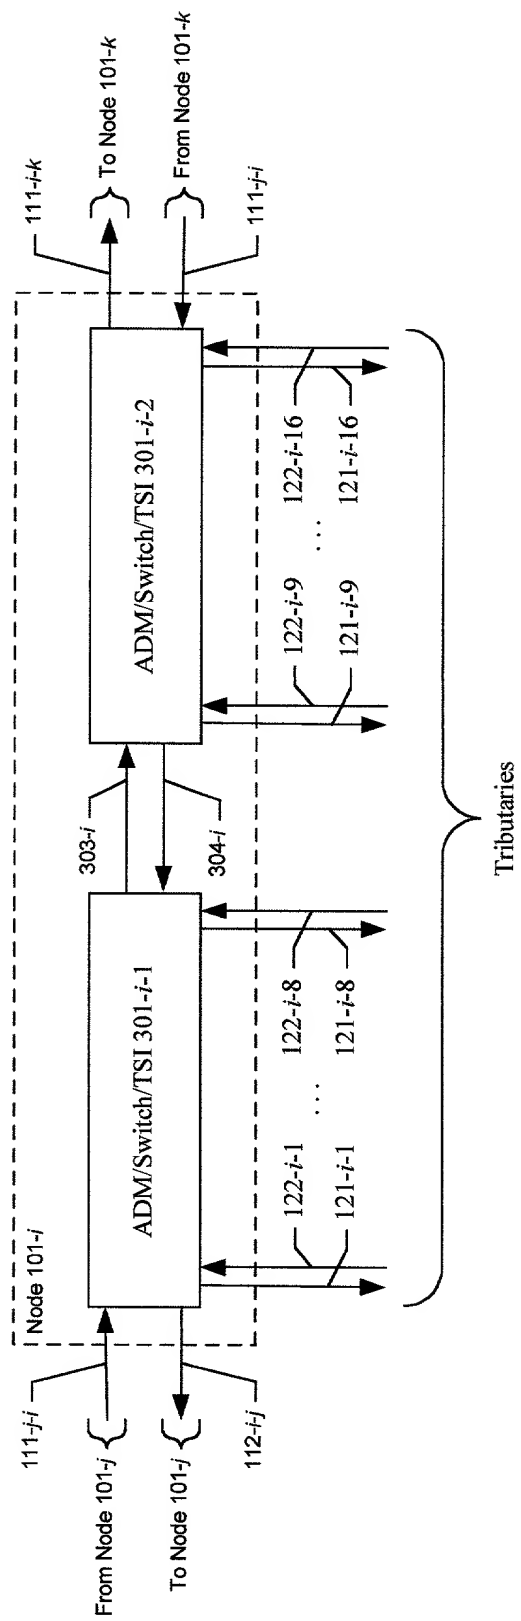 111-j-i
111-i-k
From Node 101-j
To Node 101-k
Node 101-i
ADM/Switch/TSI 301-i-1
303-i
ADM/Switch/TSI 301-i-2
304-i
To Node 101-j
From Node 101-k
112-i-j
111-j-i
122-i-1
122-i-8
122-i-9
122-i-16
...
...
121-i-1
121-i-8
121-i-9
121-i-16
Tributaries